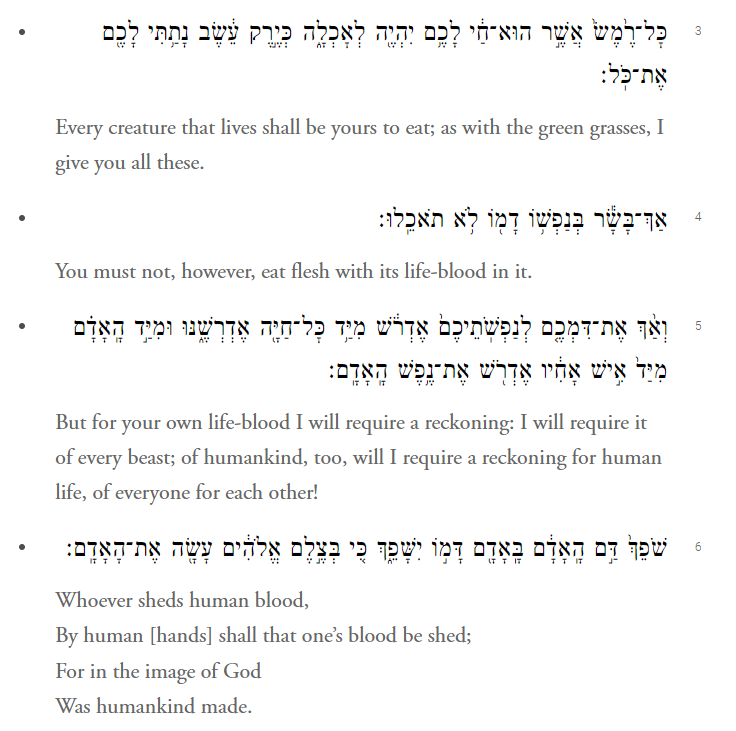 3
כׇּל־רֶ֙מֶשׂ֙ אֲשֶׁ֣ר הוּא־חַ֔י לָכֶ֥ם יִהְיֶ֖ה לְאׇכְלָ֑ה כְּיֶ֣רֶק עֵ֔שֶׂב נָתַ֥תִּי לָכֶ֖ם
אֶת־כֹּֽל׃
Every creature that lives shall be yours to eat; as with the green grasses, I
give you all these.
4
אַךְ־בָּשָׂ֕ר בְּנַפְשׁ֥וֹ דָמ֖וֹ לֹ֥א תֹאכֵֽלוּ׃
You must not, however, eat flesh with its life-blood in it.
5
וְאַ֨ךְ אֶת־דִּמְכֶ֤ם לְנַפְשֹֽׁתֵיכֶם֙ אֶדְרֹ֔שׁ מִיַּ֥ד כׇּל־חַיָּ֖ה אֶדְרְשֶׁ֑נּוּ וּמִיַּ֣ד הָֽאָדָ֗ם
מִיַּד֙ אִ֣ישׁ אָחִ֔יו אֶדְרֹ֖שׁ אֶת־נֶ֥פֶשׁ הָֽאָדָֽם׃
But for your own life-blood I will require a reckoning: I will require it
of every beast; of humankind, too, will I require a reckoning for human
life, of everyone for each other!
6
שֹׁפֵךְ֙ דַּ֣ם הָֽאָדָ֔ם בָּֽאָדָ֖ם דָּמ֣וֹ יִשָּׁפֵ֑ךְ כִּ֚י בְּצֶ֣לֶם אֱלֹהִ֔ים עָשָׂ֖ה אֶת־הָאָדָֽם׃
Whoever sheds human blood,
By human [hands] shall that one’s blood be shed;
For in the image of God
Was humankind made.